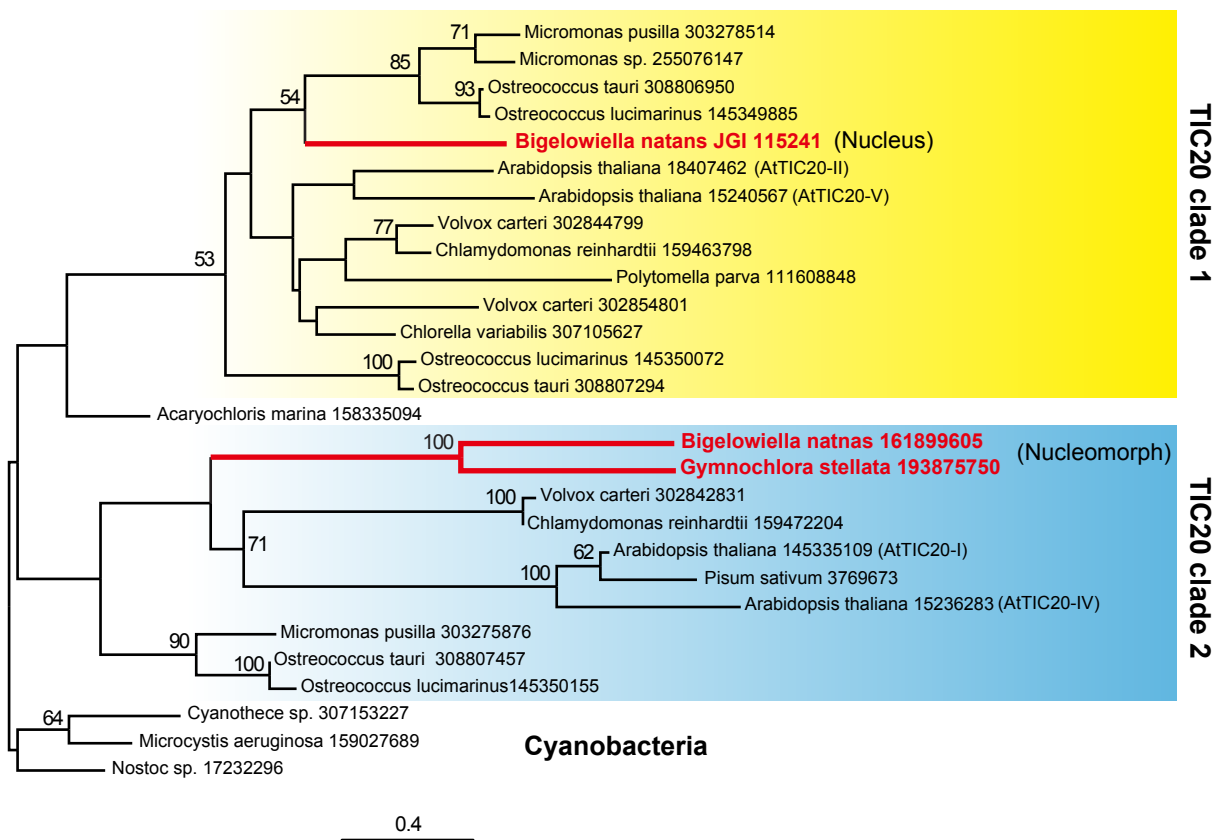 71
Micromonas pusilla 303278514
Micromonas sp. 255076147
85
93
Ostreococcus tauri 308806950
Ostreococcus lucimarinus 145349885
54
Bigelowiella natans JGI 115241 (Nucleus)
Arabidopsis thaliana 18407462 (AtTIC20-II)
Arabidopsis thaliana 15240567 (AtTIC20-V)
77
Volvox carteri 302844799
Chlamydomonas reinhardtii 159463798
53
Polytomella parva 111608848
Volvox carteri 302854801
Chlorella variabilis 307105627
100
Ostreococcus lucimarinus 145350072
Ostreococcus tauri 308807294
TIC20 clade 1
Acaryochloris marina 158335094
100
Bigelowiella natnas 161899605
Gymnochlora stellata 193875750
(Nucleomorph)
100
Volvox carteri 302842831
Chlamydomonas reinhardtii 159472204
71
62
Arabidopsis thaliana 145335109 (AtTIC20-I)
100
Pisum sativum 3769673
Arabidopsis thaliana 15236283 (AtTIC20-IV)
90
Micromonas pusilla 303275876
100
Ostreococcus tauri 308807457
Ostreococcus lucimarinus145350155
TIC20 clade 2
64
Cyanothece sp. 307153227
Microcystis aeruginosa 159027689
Nostoc sp. 17232296
Cyanobacteria
0.4